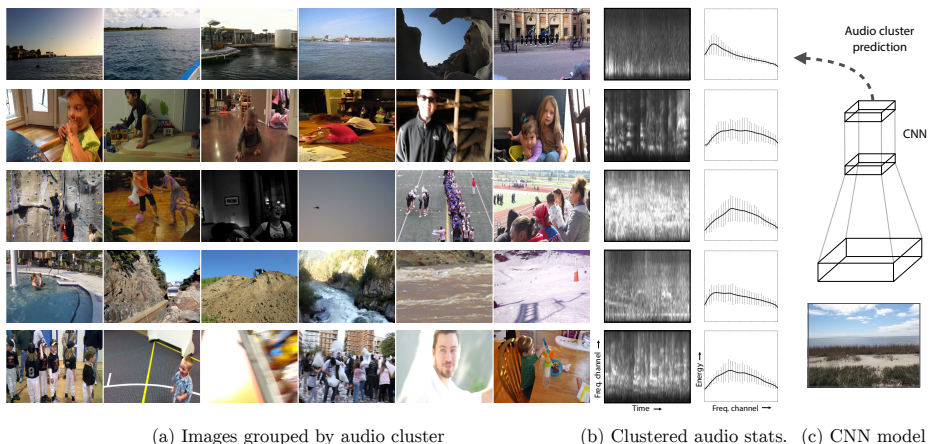 Audio cluster
prediction
CNN
Freq. channel →
Time →
Energy →
Freq. channel →
(a) Images grouped by audio cluster
(b) Clustered audio stats.
(c) CNN model